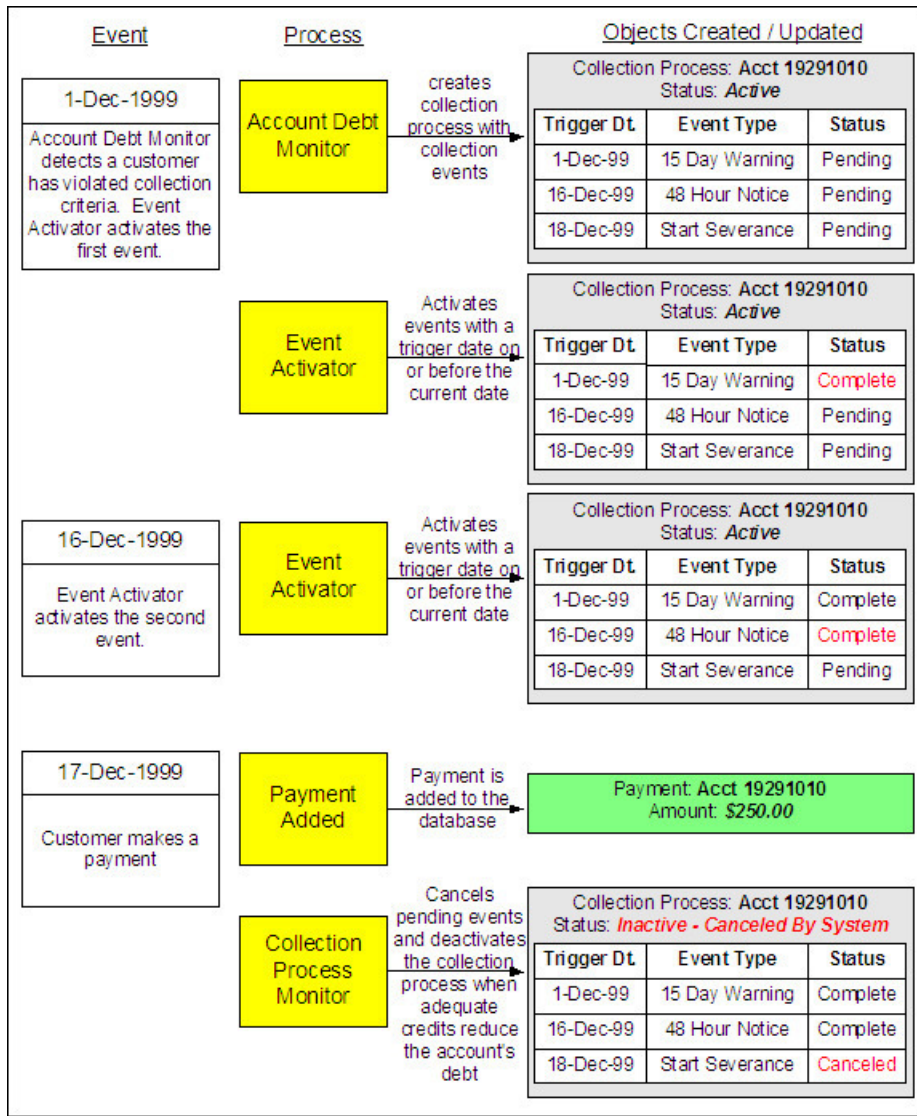 Event
Process
Objects Created / Updated
1-Dec-1999
Account Debt Monitor
detects a customer
has violated collection
criteria. Event
Activator activates the
first event.
Account Debt
Monitor
creates
collection
process with
collection
events
Collection Process: Acct 19291010
Status: Active
Trigger Dt. Event Type Status
1-Dec-99 15 Day Warning Pending
16-Dec-99 48 Hour Notice Pending
18-Dec-99 Start Severance Pending
Event
Activator
Activates
events with a
trigger date on
or before the
current date
Collection Process: Acct 19291010
Status: Active
Trigger Dt. Event Type Status
1-Dec-99 15 Day Warning Complete
16-Dec-99 48 Hour Notice Pending
18-Dec-99 Start Severance Pending
16-Dec-1999
Event Activator
activates the second
event.
Event
Activator
Activates
events with a
trigger date on
or before the
current date
Collection Process: Acct 19291010
Status: Active
Trigger Dt. Event Type Status
1-Dec-99 15 Day Warning Complete
16-Dec-99 48 Hour Notice Complete
18-Dec-99 Start Severance Pending
17-Dec-1999
Customer makes a
payment
Payment
Added
Payment is
added to the
database
Payment: Acct 19291010
Amount: $250.00
Collection
Process
Monitor
Cancels
pending events
and deactivates
the collection
process when
adequate
credits reduce
the account's
debt
Collection Process: Acct 19291010
Status: Inactive - Canceled By System
Trigger Dt. Event Type Status
1-Dec-99 15 Day Warning Complete
16-Dec-99 48 Hour Notice Complete
18-Dec-99 Start Severance Canceled